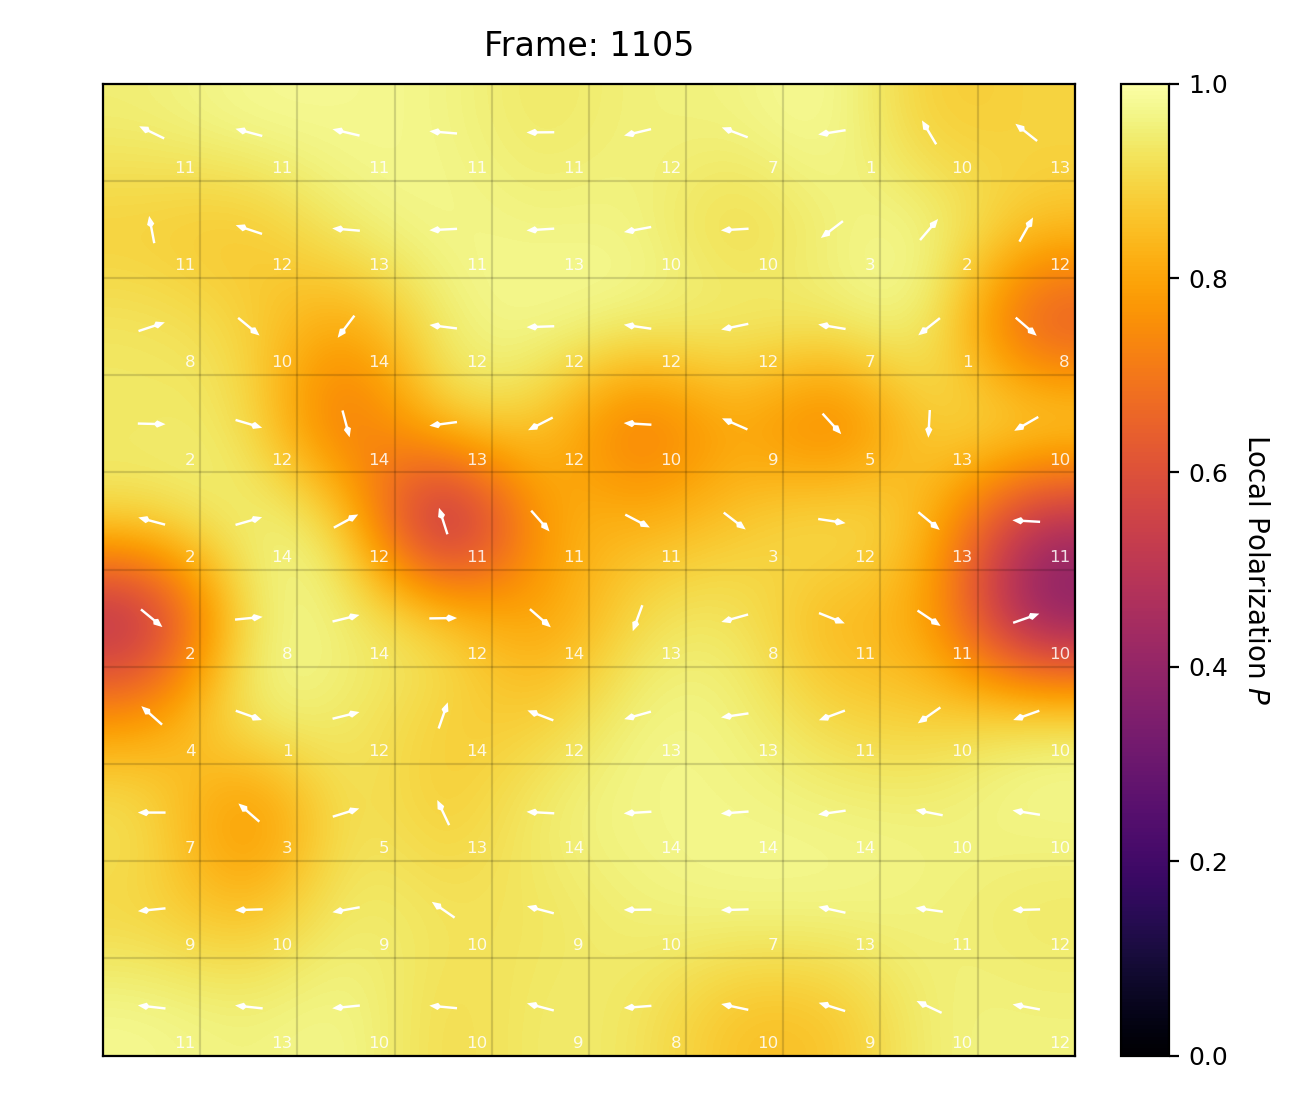 Frame: 1105
11 11 11 11 11 12 7 1 10 13
11 12 13 11 13 10 10 3 2 12
8 10 14 12 12 12 12 7 1 8
2 12 14 13 12 10 9 5 13 10
2 14 12 11 11 11 3 12 13 11
2 8 14 12 14 13 8 11 11 10
4 1 12 14 12 13 13 11 10 10
7 3 5 13 14 14 14 14 10 10
9 10 9 10 9 10 7 13 11 12
11 13 10 10 9 8 10 9 10 12
1.0
0.8
0.6
0.4
0.2
0.0
Local Polarization P